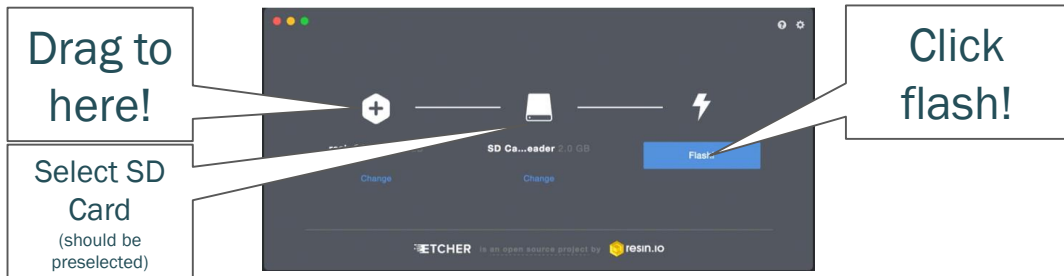 Drag to
here!
Select SD
Card
(should be
preselected)
SD Ca...eader 2.0 GB
Change
Change
Flash!
ETCHER is an open source project by resin.io
Click
flash!